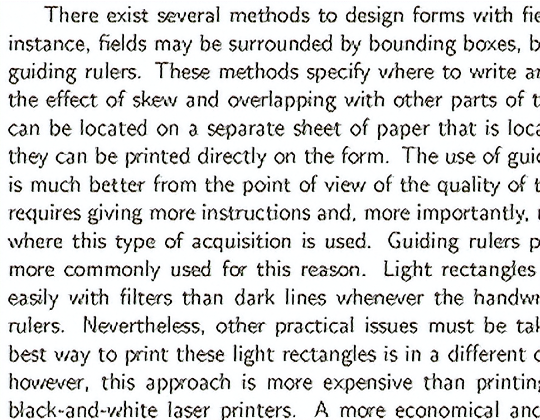 There exist several methods to design forms with fie
instance, fields may be surrounded by bounding boxes, b
guiding rulers. These methods specify where to write a
the effect of skew and overlapping with other parts of t
can be located on a separate sheet of paper that is loca
they can be printed directly on the form. The use of guid
is much better from the point of view of the quality of t
requires giving more instructions and, more importantly,
where this type of acquisition is used. Guiding rulers p
more commonly used for this reason. Light rectangles
easily with filters than dark lines whenever the handwr
rulers. Nevertheless, other practical issues must be tak
best way to print these light rectangles is in a different c
however, this approach is more expensive than printing
black-and-white laser printers. A more economical and